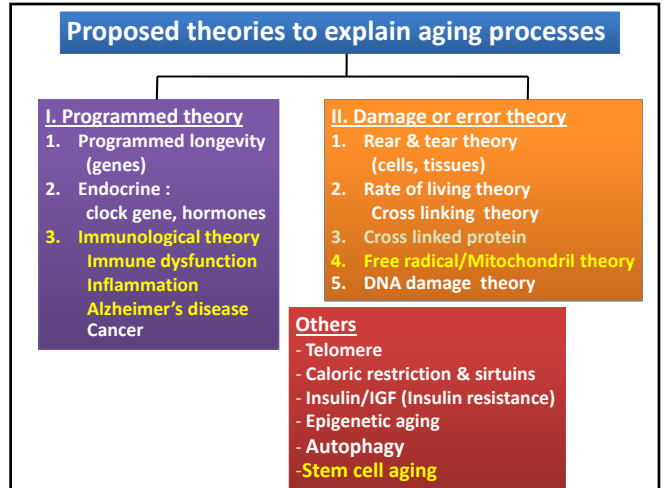 Proposed theories to explain aging processes
I. Programmed theory
1. Programmed longevity
(genes)
2. Endocrine :
clock gene, hormones
3. Immunological theory
Immune dysfunction
Inflammation
Alzheimer's disease
Cancer
II. Damage or error theory
1. Rear & tear theory
(cells, tissues)
2. Rate of living theory
Cross linking theory
3. Cross linked protein
4. Free radical/Mitochondril theory
5. DNA damage theory
Others
- Telomere
- Caloric restriction & sirtuins
- Insulin/IGF (Insulin resistance)
- Epigenetic aging
- Autophagy
-Stem cell aging